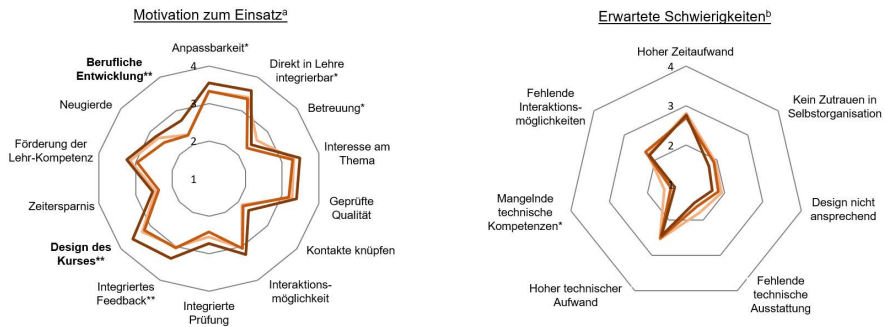 Motivation zum Einsatzᵃ
Anpassbarkeit*
Direkt in Lehre
integrierbar*
Betreuung*
Interesse am
Thema
Geprüfte
Qualität
Kontakte knüpfen
Interaktions-
möglichkeit
Integrierte
Prüfung
Integriertes
Feedback**
Design des
Kurses**
Zeitersparnis
Förderung der
Lehr-Kompetenz
Neugierde
Berufliche
Entwicklung**
4
3
2
1
Erwartete Schwierigkeitenᵇ
Hoher Zeitaufwand
Kein Zutrauen in
Selbstorganisation
Design nicht
ansprechend
Fehlende
technische
Ausstattung
Hoher technischer
Aufwand
Mangelnde
technische
Kompetenzen*
Fehlende
Interaktions-
möglichkeiten
4
3
2
1